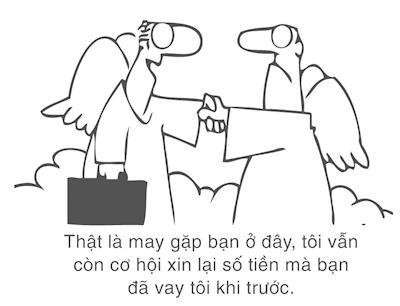 Thật là may gặp bạn ở đây, tôi vẫn
còn cơ hội xin lại số tiền mà bạn
đã vay tôi khi trước.